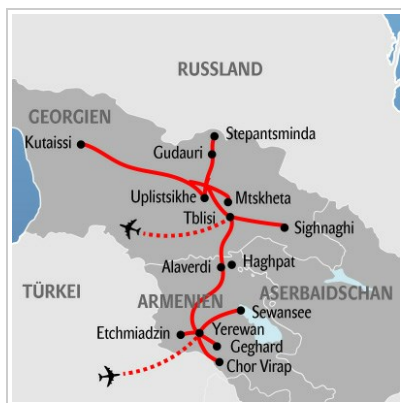 RUSSLAND
GEORGIEN
Stepantsminda
Kutaissi
Gudauri
Uplistsikhe
Mtskheta
Tblisi
Sighnaghi
Alaverdi
Haghpat
TÜRKEI
ARMENIEN
ASERBAIDSCHAN
Sewansee
Etchmiadzin
Yerewan
Geghard
Chor Virap